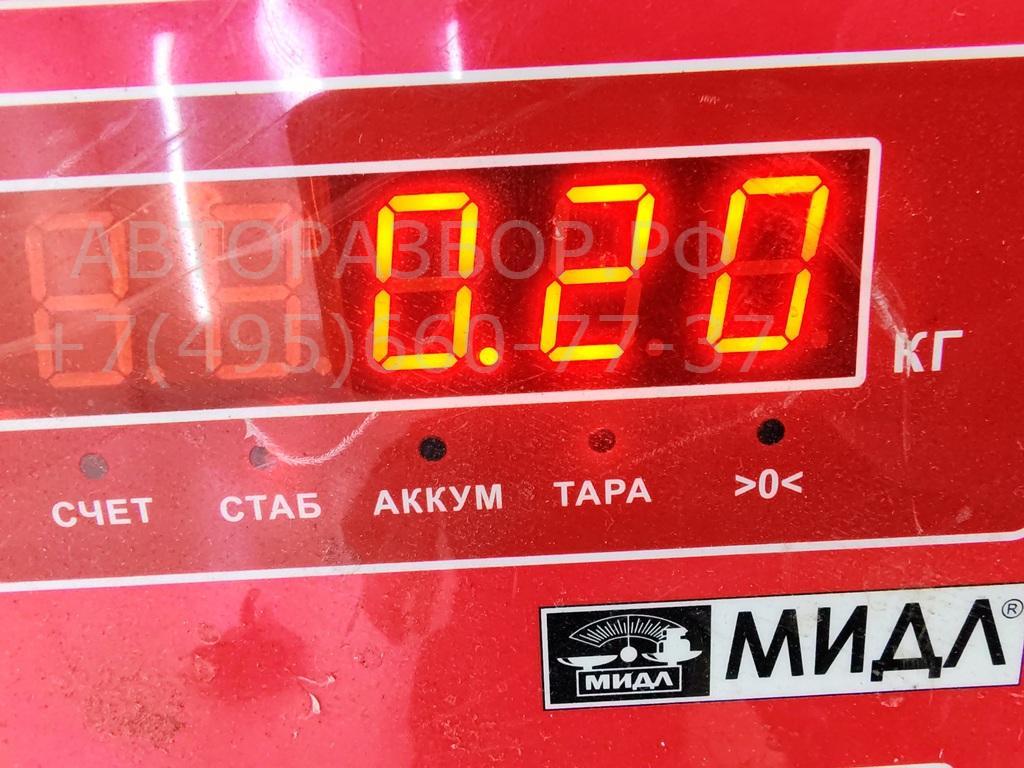 АВТОРАЗБОР.РФ
+7(495)660-77-37
0.20
КГ
СЧЕТ СТАБ АККУМ ТАРА >0<
МИДЛ МИДЛ®